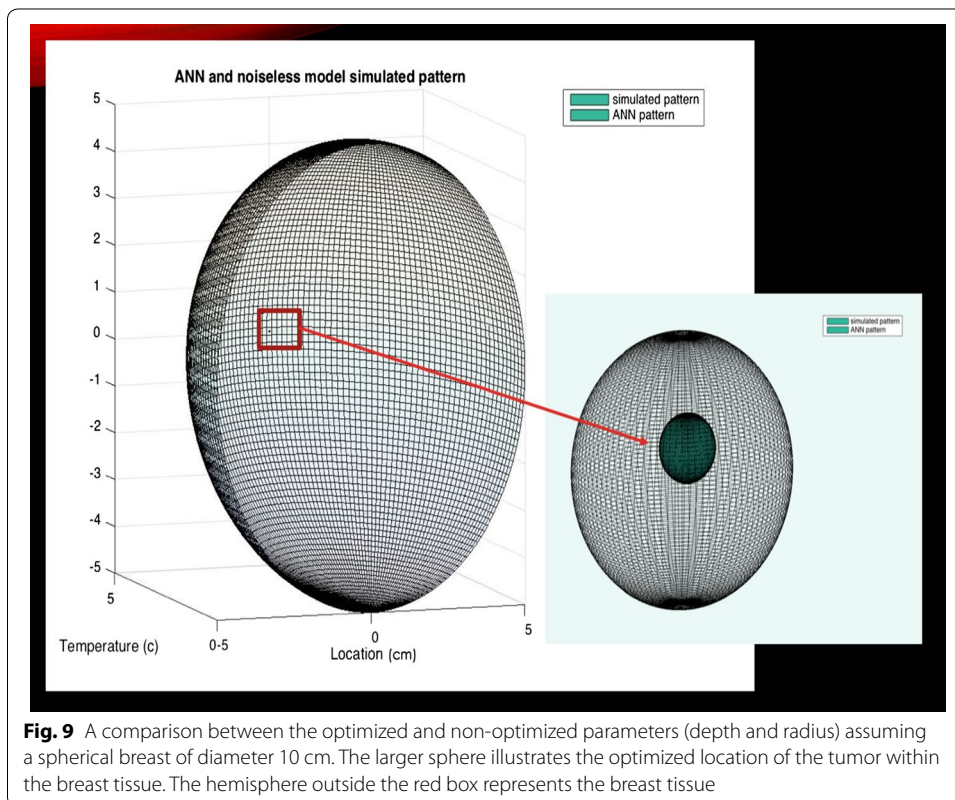 ANN and noiseless model simulated pattern
simulated pattern
ANN pattern
5
4
3
2
1
0
-1
-2
-3
-4
-5
5
Temperature (c)
0-5
0
Location (cm)
5
simulated pattern
ANN pattern
Fig. 9 A comparison between the optimized and non-optimized parameters (depth and radius) assuming
a spherical breast of diameter 10 cm. The larger sphere illustrates the optimized location of the tumor within
the breast tissue. The hemisphere outside the red box represents the breast tissue